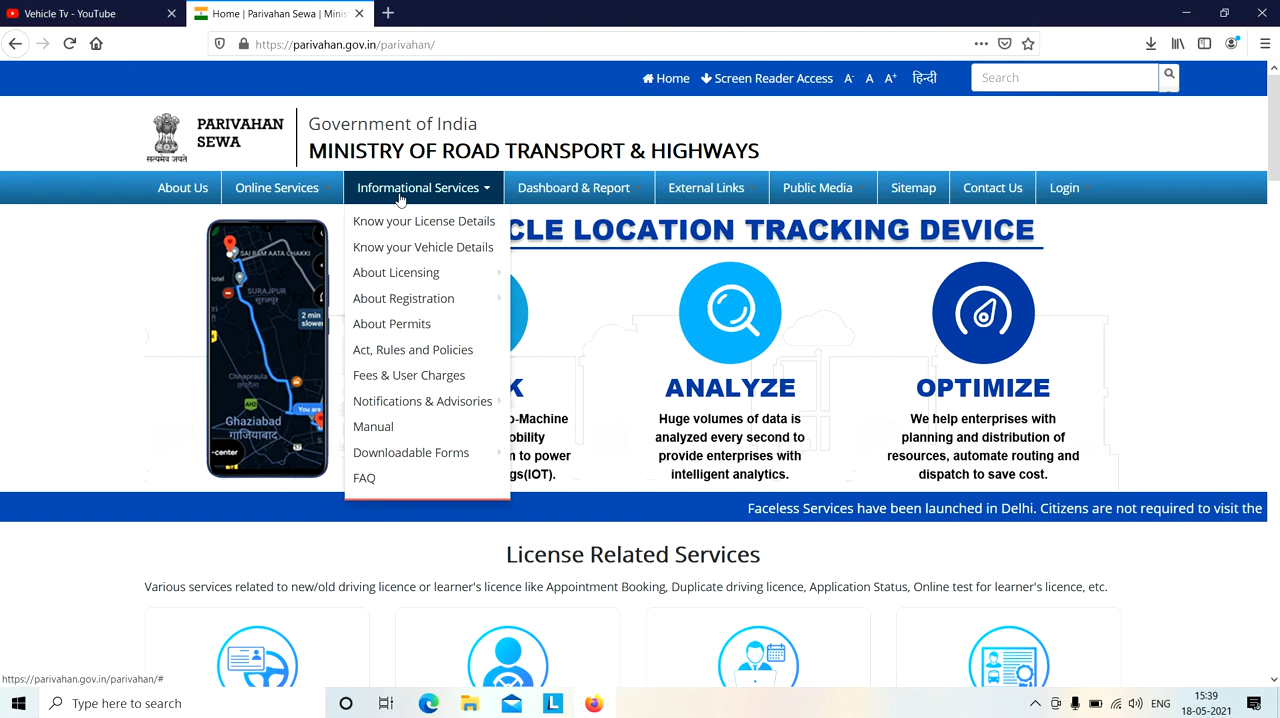 Vehicle Tv - YouTube
Home | Parivahan Sewa | Minis
https://parivahan.gov.in/parivahan/
Home
Screen Reader Access
A-
A
A+
हिन्दी
Search
सत्यमेव जयते
PARIVAHAN
SEWA
Government of India
MINISTRY OF ROAD TRANSPORT & HIGHWAYS
About Us
Online Services
Informational Services
Dashboard & Report
External Links
Public Media
Sitemap
Contact Us
Login
Know your License Details
Know your Vehicle Details
About Licensing
About Registration
About Permits
Act, Rules and Policies
Fees & User Charges
Notifications & Advisories
Manual
Downloadable Forms
FAQ
CLE LOCATION TRACKING DEVICE
SAI RAM AATA CHAKKI
SURAJPUR
सूरजपुर
2 min
slower
Chhapraula
छपरौला
You are
Ghaziabad
गाज़ियाबाद
-center
K
o-Machine
obility
n to power
gs(IOT).
ANALYZE
Huge volumes of data is
analyzed every second to
provide enterprises with
intelligent analytics.
OPTIMIZE
We help enterprises with
planning and distribution of
resources, automate routing and
dispatch to save cost.
Faceless Services have been launched in Delhi. Citizens are not required to visit the
License Related Services
Various services related to new/old driving licence or learner's licence like Appointment Booking, Duplicate driving licence, Application Status, Online test for learner's licence, etc.
https://parivahan.gov.in/parivahan/#
Type here to search
L
ENG
15:39
18-05-2021